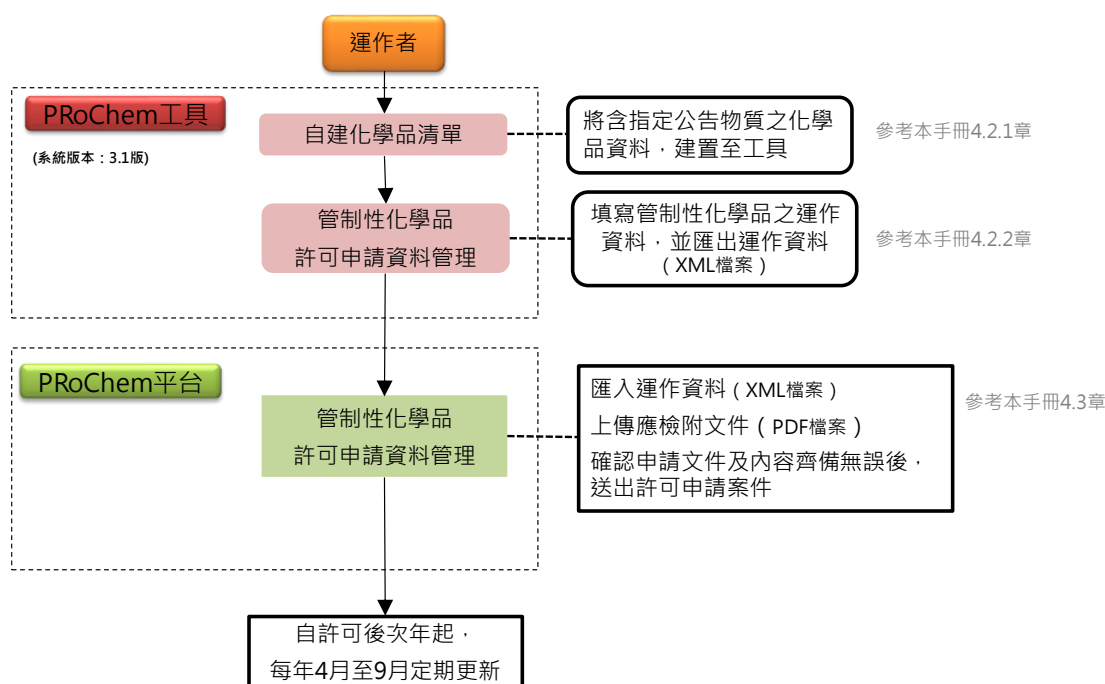 運作者
PRoChem工具
(系統版本：3.1版)
自建化學品清單
將含指定公告物質之化學
品資料，建置至工具
參考本手冊4.2.1章
管制性化學品
許可申請資料管理
填寫管制性化學品之運作
資料，並匯出運作資料
（XML檔案）
參考本手冊4.2.2章
PRoChem平台
管制性化學品
許可申請資料管理
匯入運作資料（XML檔案）
上傳應檢附文件（PDF檔案）
確認申請文件及內容齊備無誤後，
送出許可申請案件
參考本手冊4.3章
自許可後次年起，
每年4月至9月定期更新